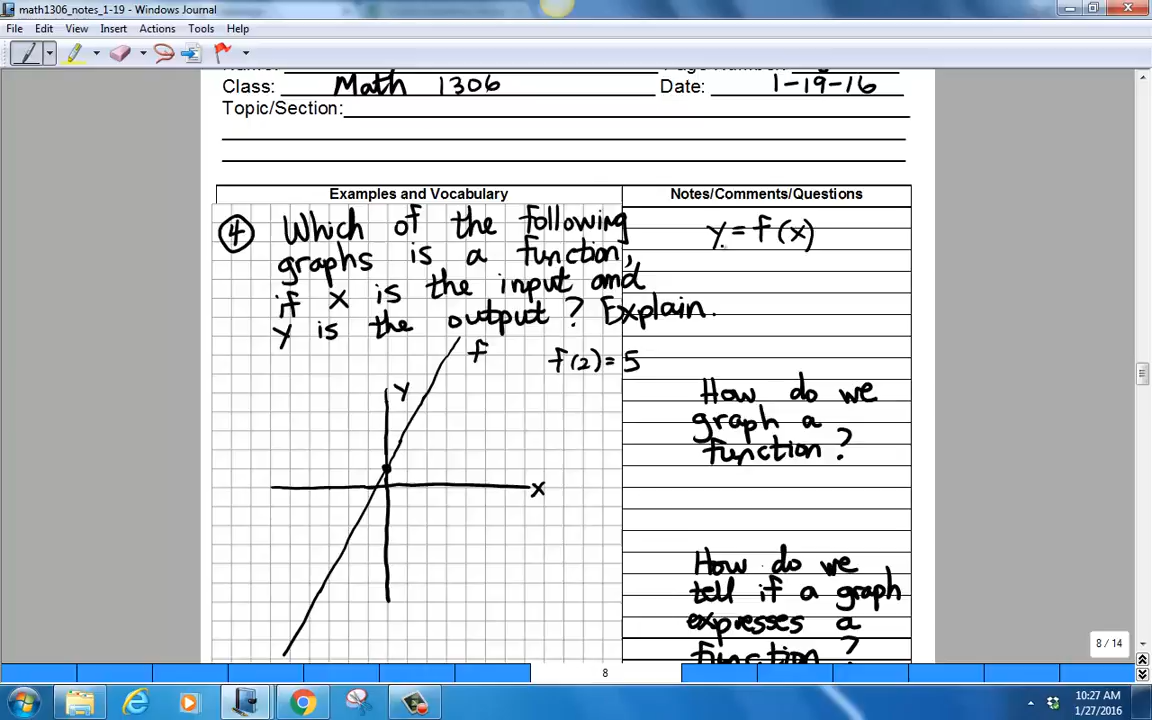 math1306_notes_1-19 - Windows Journal
File Edit View Insert Actions Tools Help
Class: Math 1306 Date: 1-19-16
Topic/Section:
Examples and Vocabulary
Notes/Comments/Questions
④ Which of the following
graphs is a function,
if x is the input and
y is the output? Explain.
f
f(2) = 5
y
x
y = f(x)
How do we
graph a
function?
How do we
tell if a graph
expresses a
function?
8 / 14
8
10:27 AM
1/27/2016